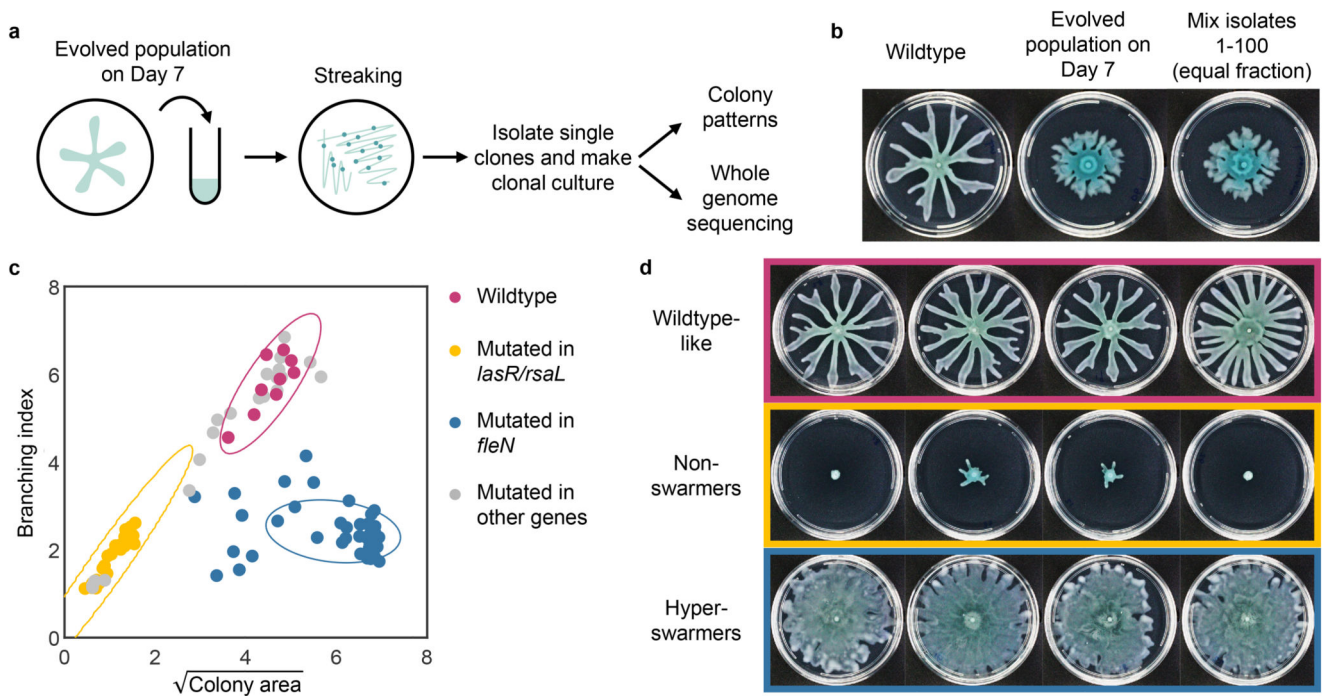 a
Evolved population
on Day 7
Streaking
Isolate single
clones and make
clonal culture
Colony
patterns
Whole
genome
sequencing
b
Wildtype
Evolved
population on
Day 7
Mix isolates
1-100
(equal fraction)
c
Branching index
8
6
4
2
0
0
2
4
6
8
√Colony area
Wildtype
Mutated in
lasR/rsaL
Mutated in
fleN
Mutated in
other genes
d
Wildtype-
like
Non-
swarmers
Hyper-
swarmers